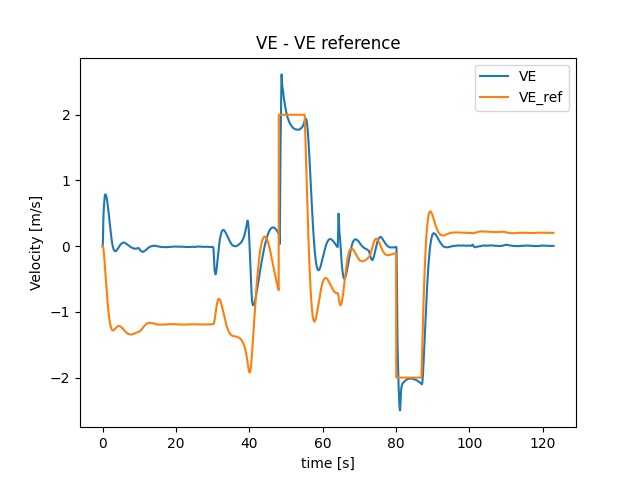 VE - VE reference
VE
VE_ref
Velocity [m/s]
2
1
0
−1
−2
0 20 40 60 80 100 120
time [s]